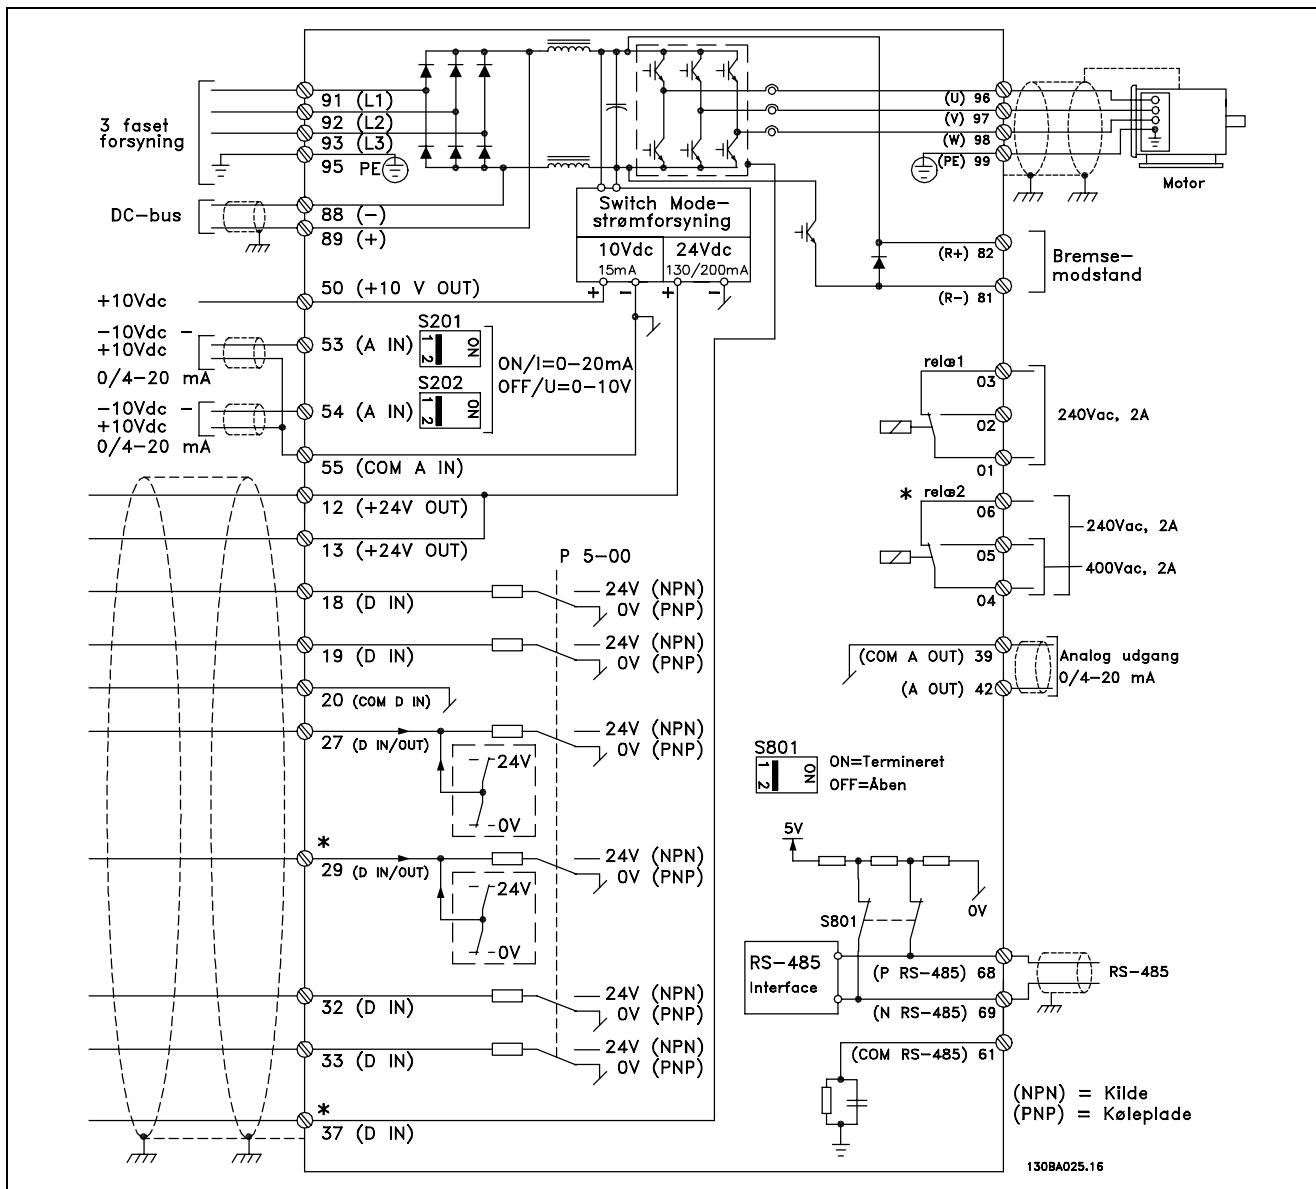 3 faset
forsyning
91 (L1)
92 (L2)
93 (L3)
95 PE
DC-bus
88 (-)
89 (+)
Switch Mode-
strømforsyning
10Vdc
15mA
24Vdc
130/200mA
+ - + -
(U) 96
(V) 97
(W) 98
(PE) 99
Motor
(R+) 82
(R-) 81
Bremse-
modstand
+10Vdc
50 (+10 V OUT)
-10Vdc -
+10Vdc
0/4-20 mA
53 (A IN)
S201
1 2 ON
ON/I=0-20mA
OFF/U=0-10V
S202
1 2 ON
-10Vdc -
+10Vdc
0/4-20 mA
54 (A IN)
55 (COM A IN)
12 (+24V OUT)
13 (+24V OUT)
relæ1
03
02
01
240Vac, 2A
* relæ2
06
05
04
240Vac, 2A
400Vac, 2A
P 5-00
18 (D IN)
24V (NPN)
0V (PNP)
19 (D IN)
24V (NPN)
0V (PNP)
20 (COM D IN)
27 (D IN/OUT)
24V (NPN)
0V (PNP)
24V
0V
*
29 (D IN/OUT)
24V (NPN)
0V (PNP)
24V
0V
32 (D IN)
24V (NPN)
0V (PNP)
33 (D IN)
24V (NPN)
0V (PNP)
*
37 (D IN)
(COM A OUT) 39
(A OUT) 42
Analog udgang
0/4-20 mA
S801
1 2 ON
ON=Termineret
OFF=Åben
5V
S801
0V
RS-485
Interface
(P RS-485) 68
(N RS-485) 69
RS-485
(COM RS-485) 61
(NPN) = Kilde
(PNP) = Køleplade
130BA025.16